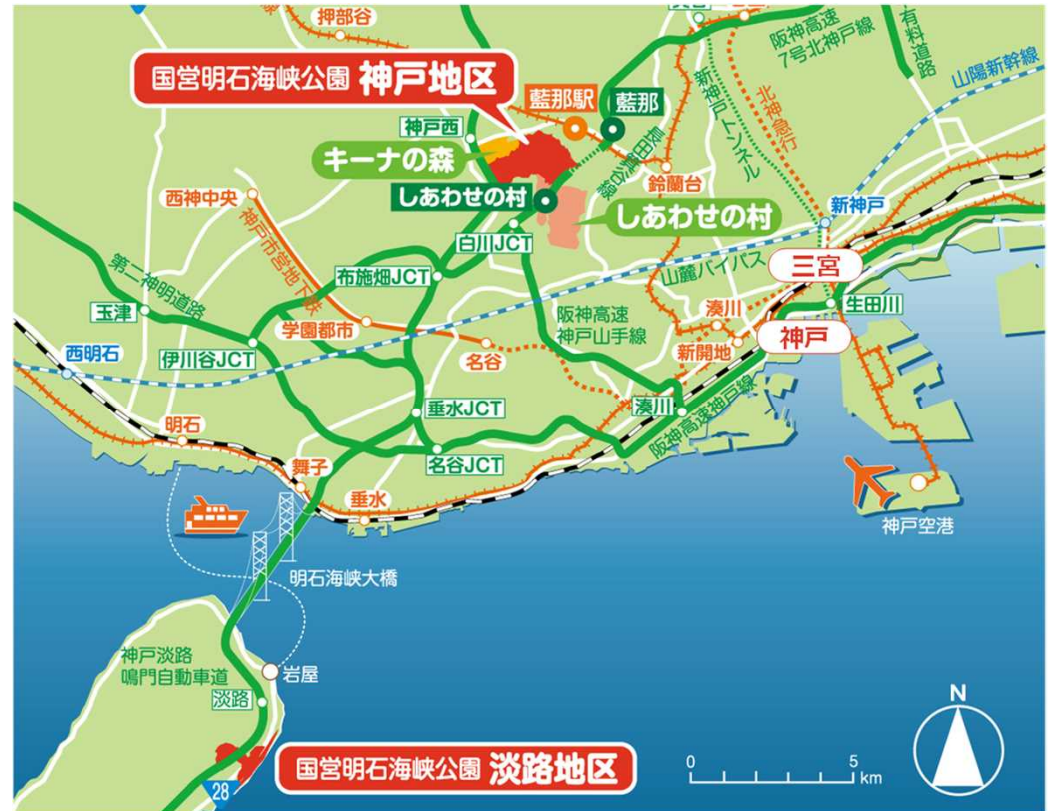 押部谷
阪神高速
7号北神戸線
有料道路
国営明石海峡公園 神戸地区
山陽新幹線
藍那駅
藍那
北神急行
新神戸トンネル
神戸西
キーナの森
長田箕谷線
鈴蘭台
西神中央
しあわせの村
しあわせの村
新神戸
白川JCT
神戸市営地下鉄
布施畑JCT
山麓バイパス
三宮
第二神明道路
玉津
生田川
学園都市
阪神高速
神戸山手線
湊川
神戸
伊川谷JCT
名谷
新開地
西明石
垂水JCT
湊川
阪神高速神戸線
明石
名谷JCT
舞子
垂水
神戸空港
明石海峡大橋
神戸淡路
鳴門自動車道
岩屋
淡路
N
国営明石海峡公園 淡路地区
0 5
km
28